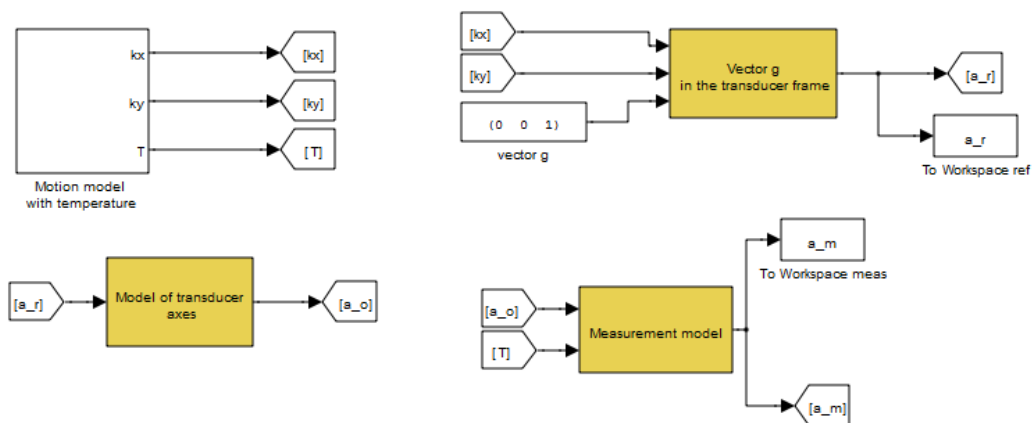 kx
[kx]
ky
[ky]
T
[T]
Motion model
with temperature
[kx]
[ky]
(0 0 1)
vector g
Vector g
in the transducer frame
[a_r]
a_r
To Workspace ref
[a_r]
Model of transducer
axes
[a_o]
[a_o]
[T]
Measurement model
a_m
To Workspace meas
[a_m]